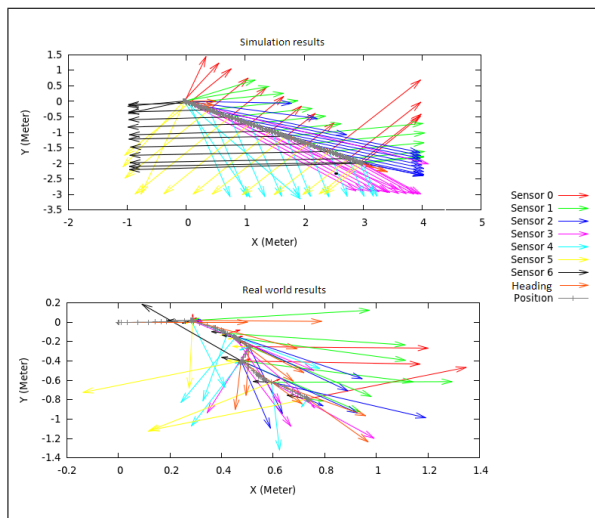 Simulation results
1.5
1
0.5
0
-0.5
-1
-1.5
-2
-2.5
-3
-3.5
Y (Meter)
-2 -1 0 1 2 3 4 5
X (Meter)
Sensor 0
Sensor 1
Sensor 2
Sensor 3
Sensor 4
Sensor 5
Sensor 6
Heading
Position
Real world results
0.2
0
-0.2
-0.4
-0.6
-0.8
-1
-1.2
-1.4
Y (Meter)
-0.2 0 0.2 0.4 0.6 0.8 1 1.2 1.4
X (Meter)